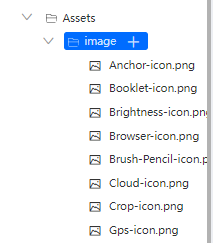 Assets
image
Anchor-icon.png
Booklet-icon.png
Brightness-icon.png
Browser-icon.png
Brush-Pencil-icon.p
Cloud-icon.png
Crop-icon.png
Gps-icon.png